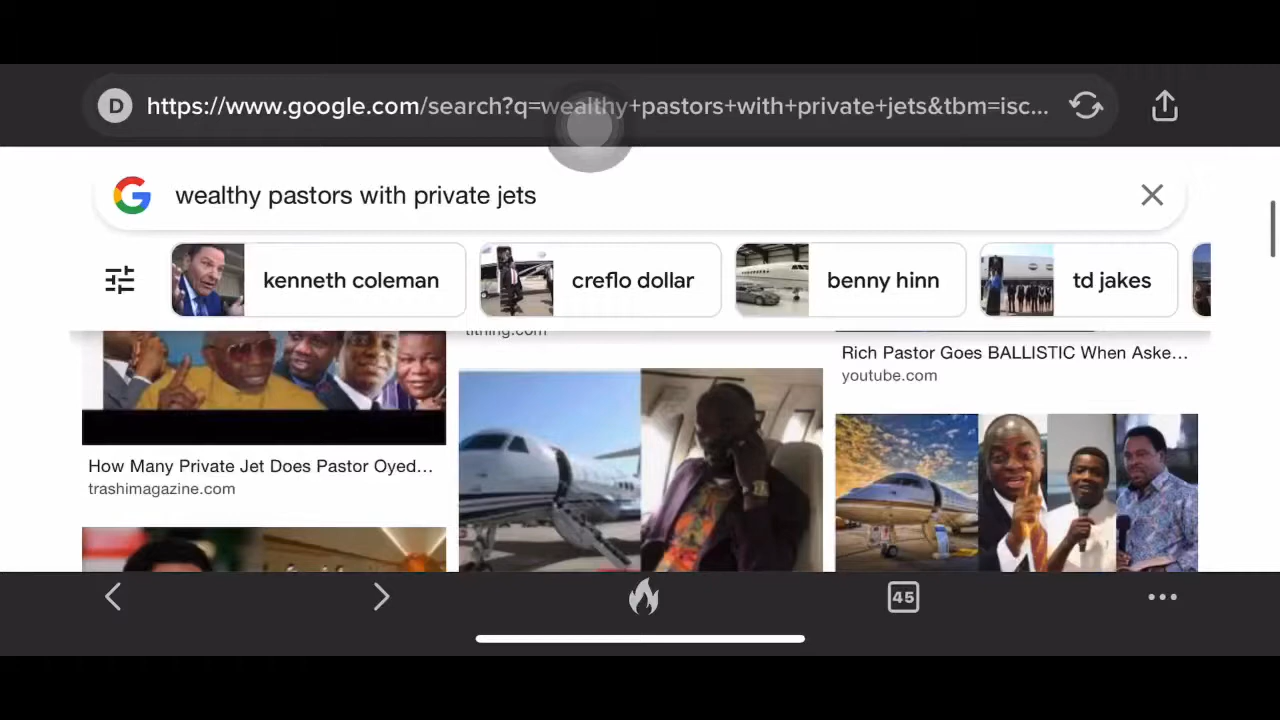 D https://www.google.com/search?q=wealthy+pastors+with+private+jets&tbm=isc...
G wealthy pastors with private jets
kenneth coleman creflo dollar benny hinn td jakes
tithing.com
Rich Pastor Goes BALLISTIC When Aske...
youtube.com
How Many Private Jet Does Pastor Oyed...
trashimagazine.com
45